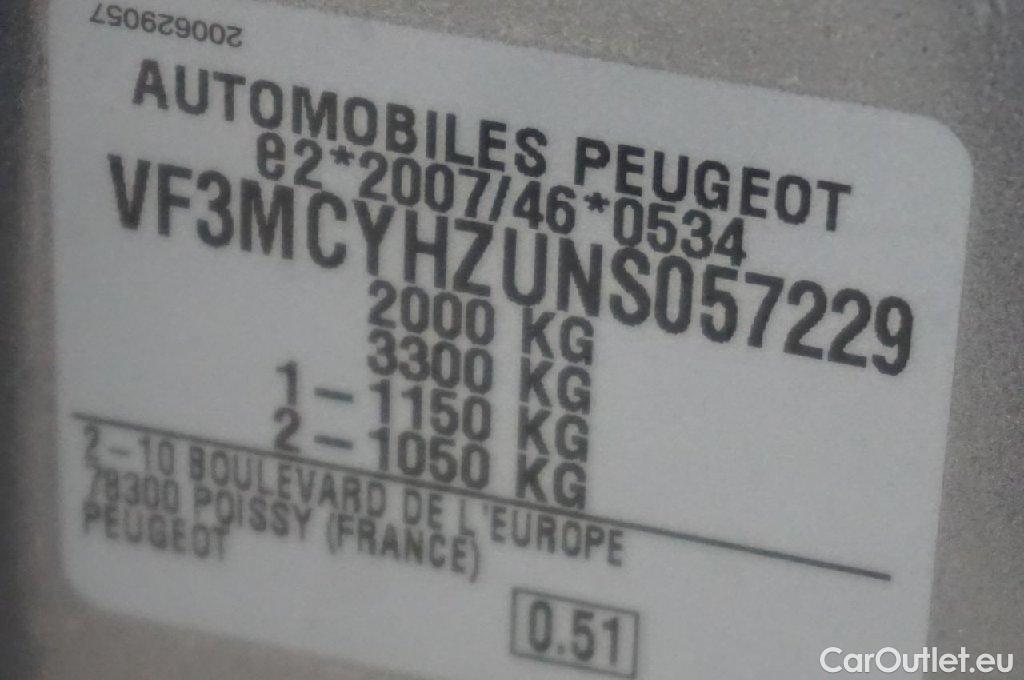 200629057
AUTOMOBILES PEUGEOT
e2*2007/46*0534
VF3MCYHZUNS057229
2000 KG
3300 KG
1 – 1150 KG
2 – 1050 KG
2–10 BOULEVARD DE L'EUROPE
78300 POISSY (FRANCE)
PEUGEOT
0.51
CarOutlet.eu